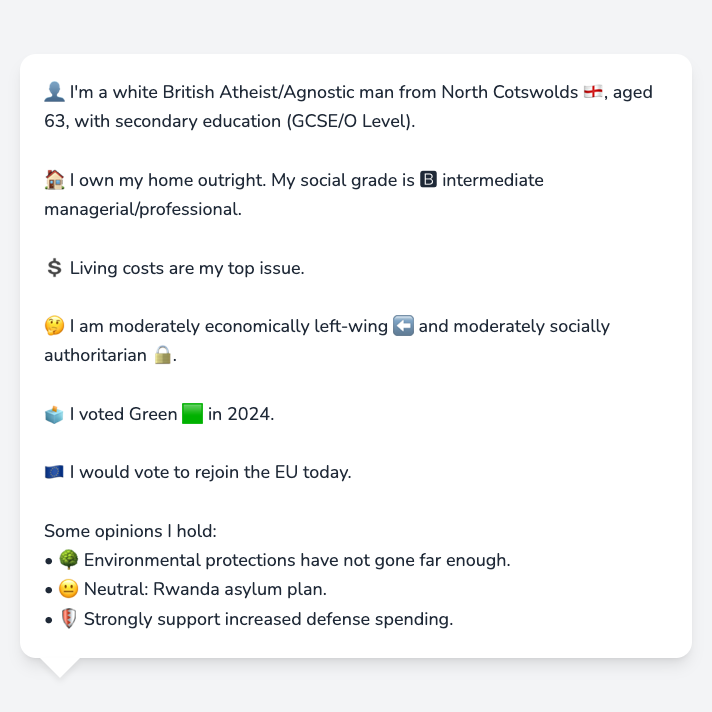 👤 I'm a white British Atheist/Agnostic man from North Cotswolds 🏴󠁧󠁢󠁥󠁮󠁧󠁿, aged
63, with secondary education (GCSE/O Level).
🏠 I own my home outright. My social grade is 🅱 intermediate
managerial/professional.
💲 Living costs are my top issue.
🤔 I am moderately economically left-wing ⬅️ and moderately socially
authoritarian 🔒.
🗳️ I voted Green 🟩 in 2024.
🇪🇺 I would vote to rejoin the EU today.
Some opinions I hold:
• 🌳 Environmental protections have not gone far enough.
• 😐 Neutral: Rwanda asylum plan.
• 🛡️ Strongly support increased defense spending.